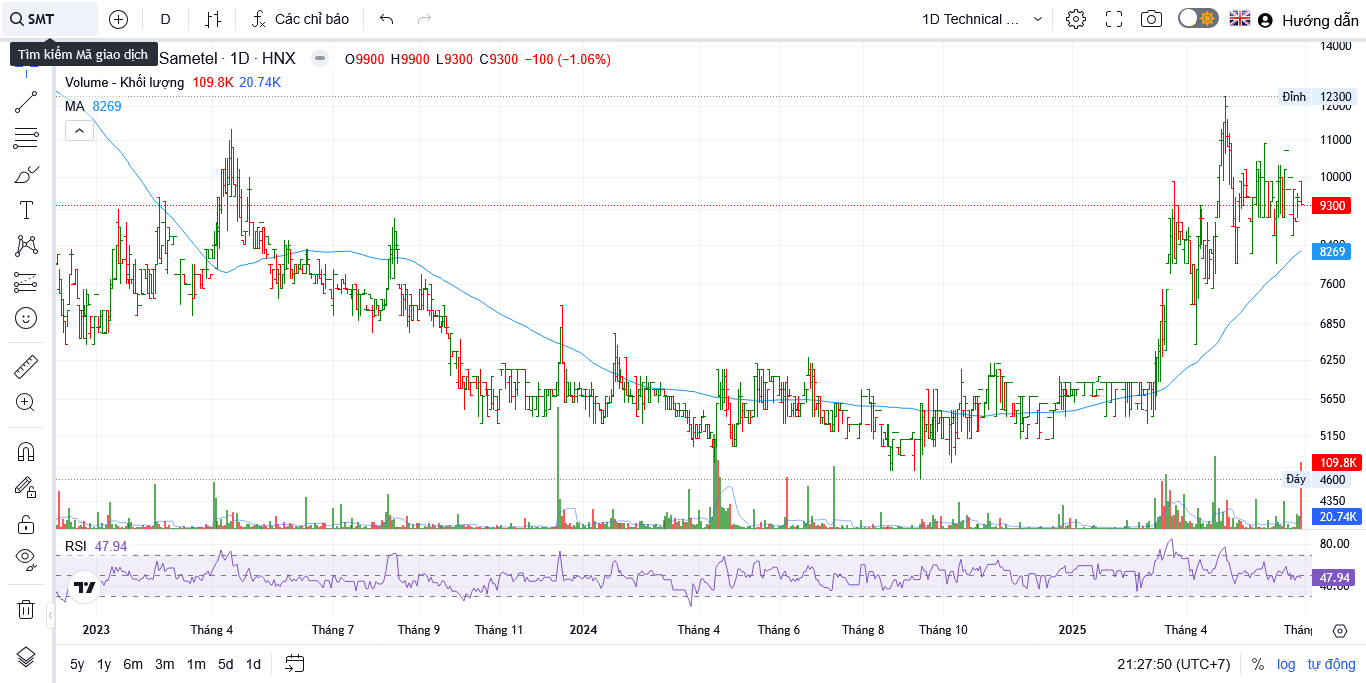 SMT D Các chỉ báo 1D Technical ... Hướng dẫn
Tìm kiếm Mã giao dịch
Sametel · 1D · HNX O9900 H9900 L9300 C9300 −100 (−1.06%)
Volume - Khối lượng 109.8K 20.74K
MA 8269
14000
Đỉnh 12300
12000
11000
10000
9300
8269
7600
6850
6250
5650
5150
109.8K
Đáy 4600
4350
20.74K
RSI 47.94
80.00
47.94
40.00
2023 Tháng 4 Tháng 7 Tháng 9 Tháng 11 2024 Tháng 4 Tháng 6 Tháng 8 Tháng 10 2025 Tháng 4 Tháng
5y 1y 6m 3m 1m 5d 1d 21:27:50 (UTC+7) % log tự động